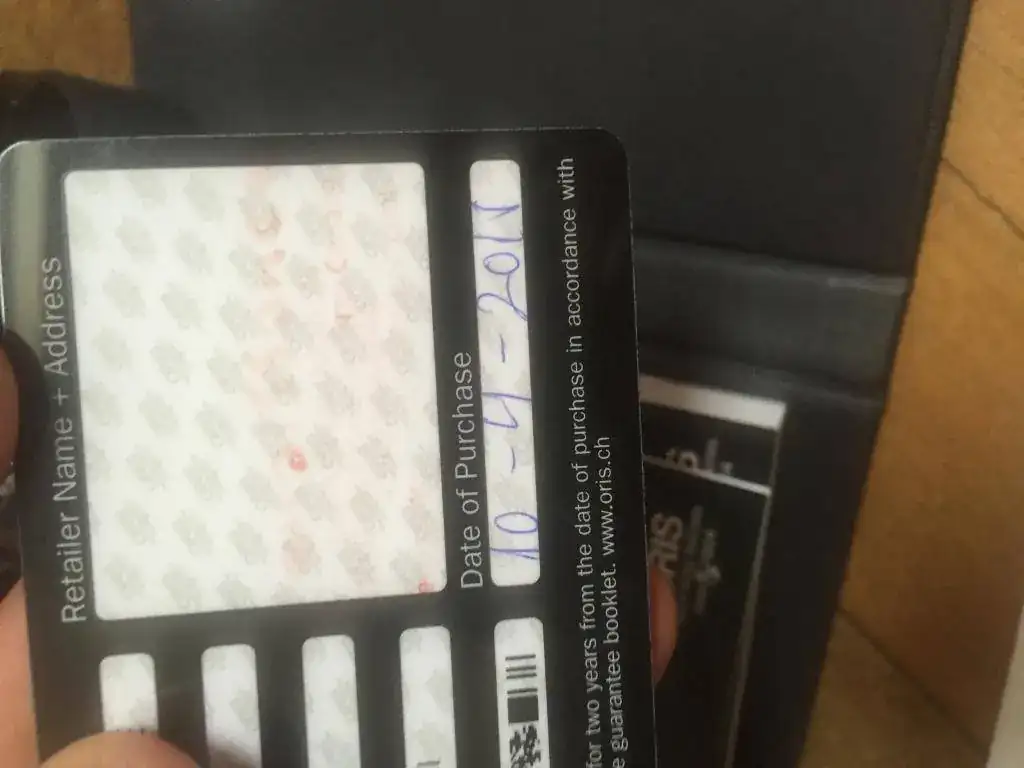 Retailer Name + Address
Date of Purchase
10 - 4 - 2011
for two years from the date of purchase in accordance with
e guarantee booklet. www.oris.ch
RIS